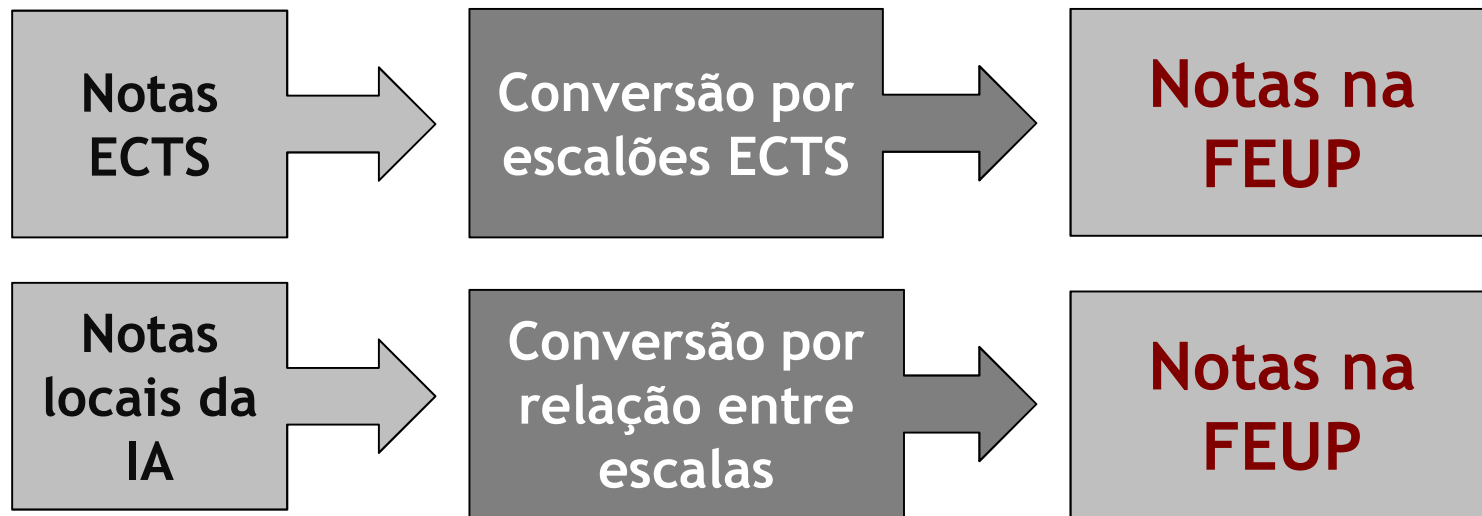 Notas
ECTS
Conversão por
escalões ECTS
Notas na
FEUP
Notas
locais da
IA
Conversão por
relação entre
escalas
Notas na
FEUP